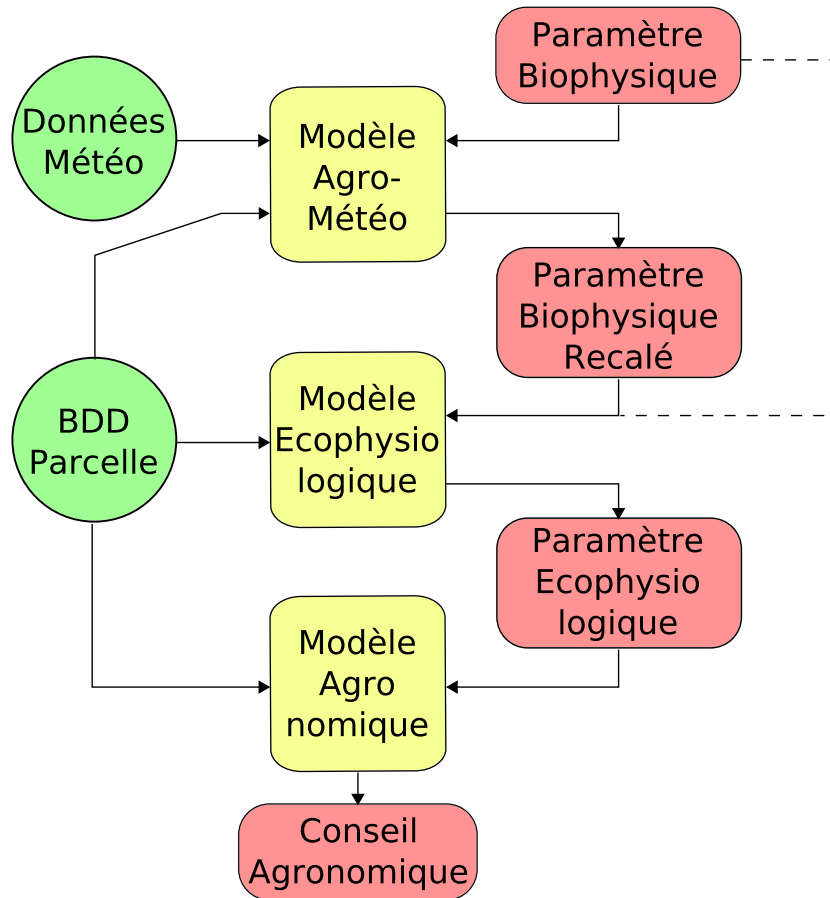 Paramètre
Biophysique
Données
Météo
Modèle
Agro-
Météo
Paramètre
Biophysique
Recalé
BDD
Parcelle
Modèle
Ecophysio
logique
Paramètre
Ecophysio
logique
Modèle
Agro
nomique
Conseil
Agronomique